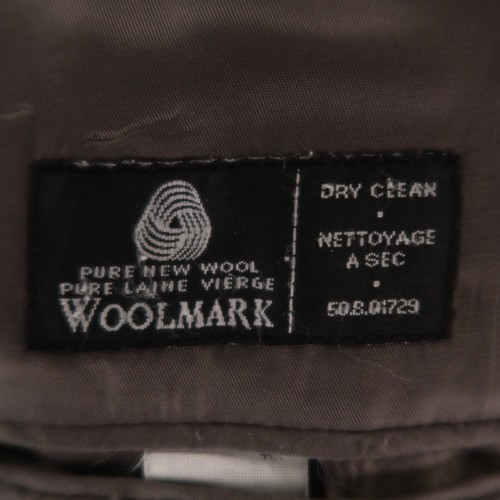 PURE NEW WOOL
PURE LAINE VIERGE
WOOLMARK
DRY CLEAN
•
NETTOYAGE
A SEC
•
50.8.01729